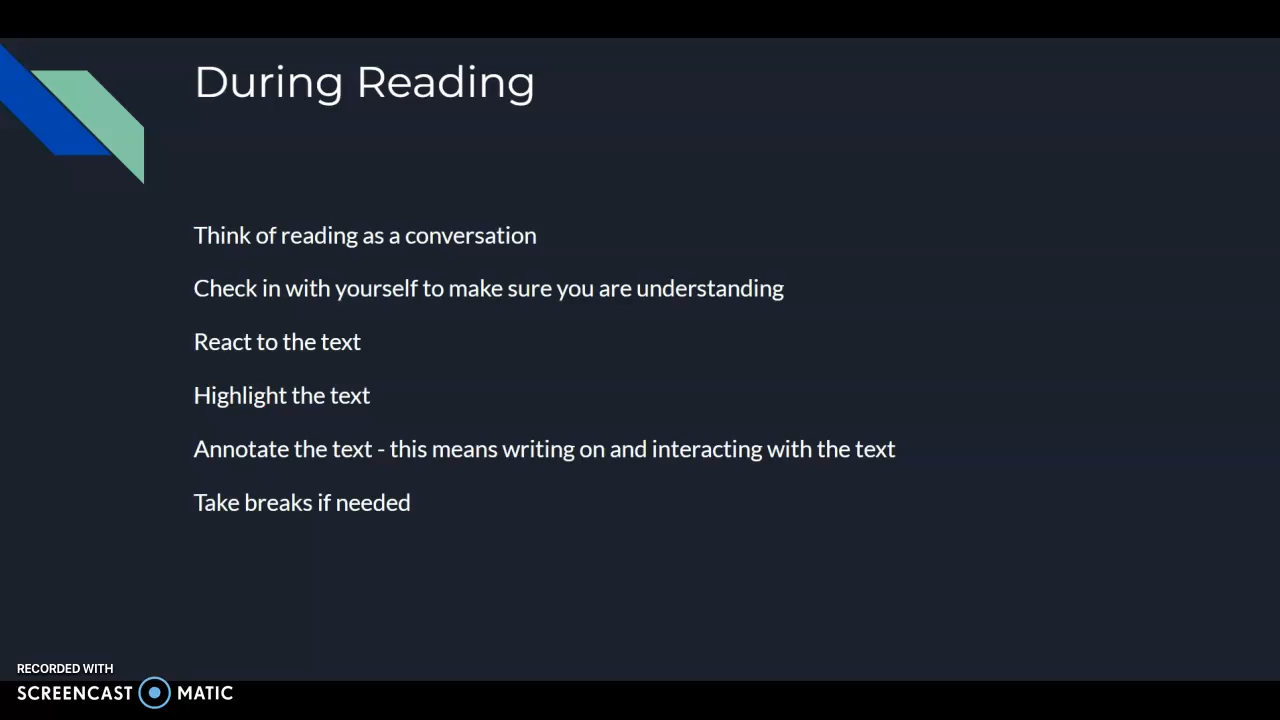 During Reading
Think of reading as a conversation
Check in with yourself to make sure you are understanding
React to the text
Highlight the text
Annotate the text - this means writing on and interacting with the text
Take breaks if needed
RECORDED WITH
SCREENCAST MATIC